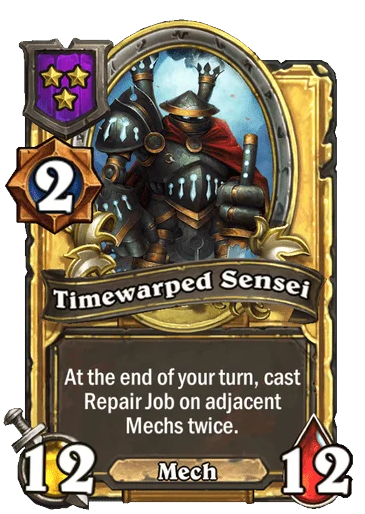 2
Timewarped Sensei
At the end of your turn, cast
Repair Job on adjacent
Mechs twice.
12
Mech
12